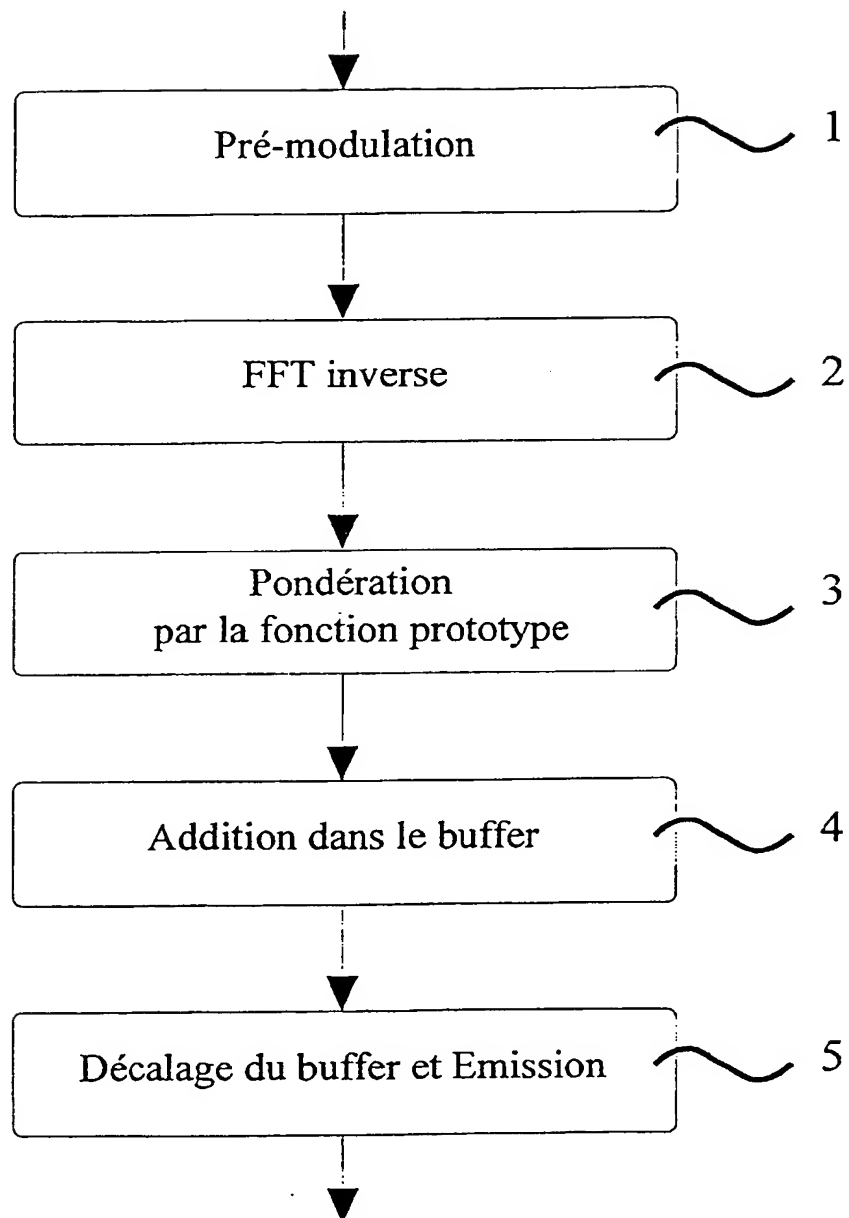 Pré-modulation
1
FFT inverse
2
Pondération
par la fonction prototype
3
Addition dans le buffer
4
Décalage du buffer et Emission
5